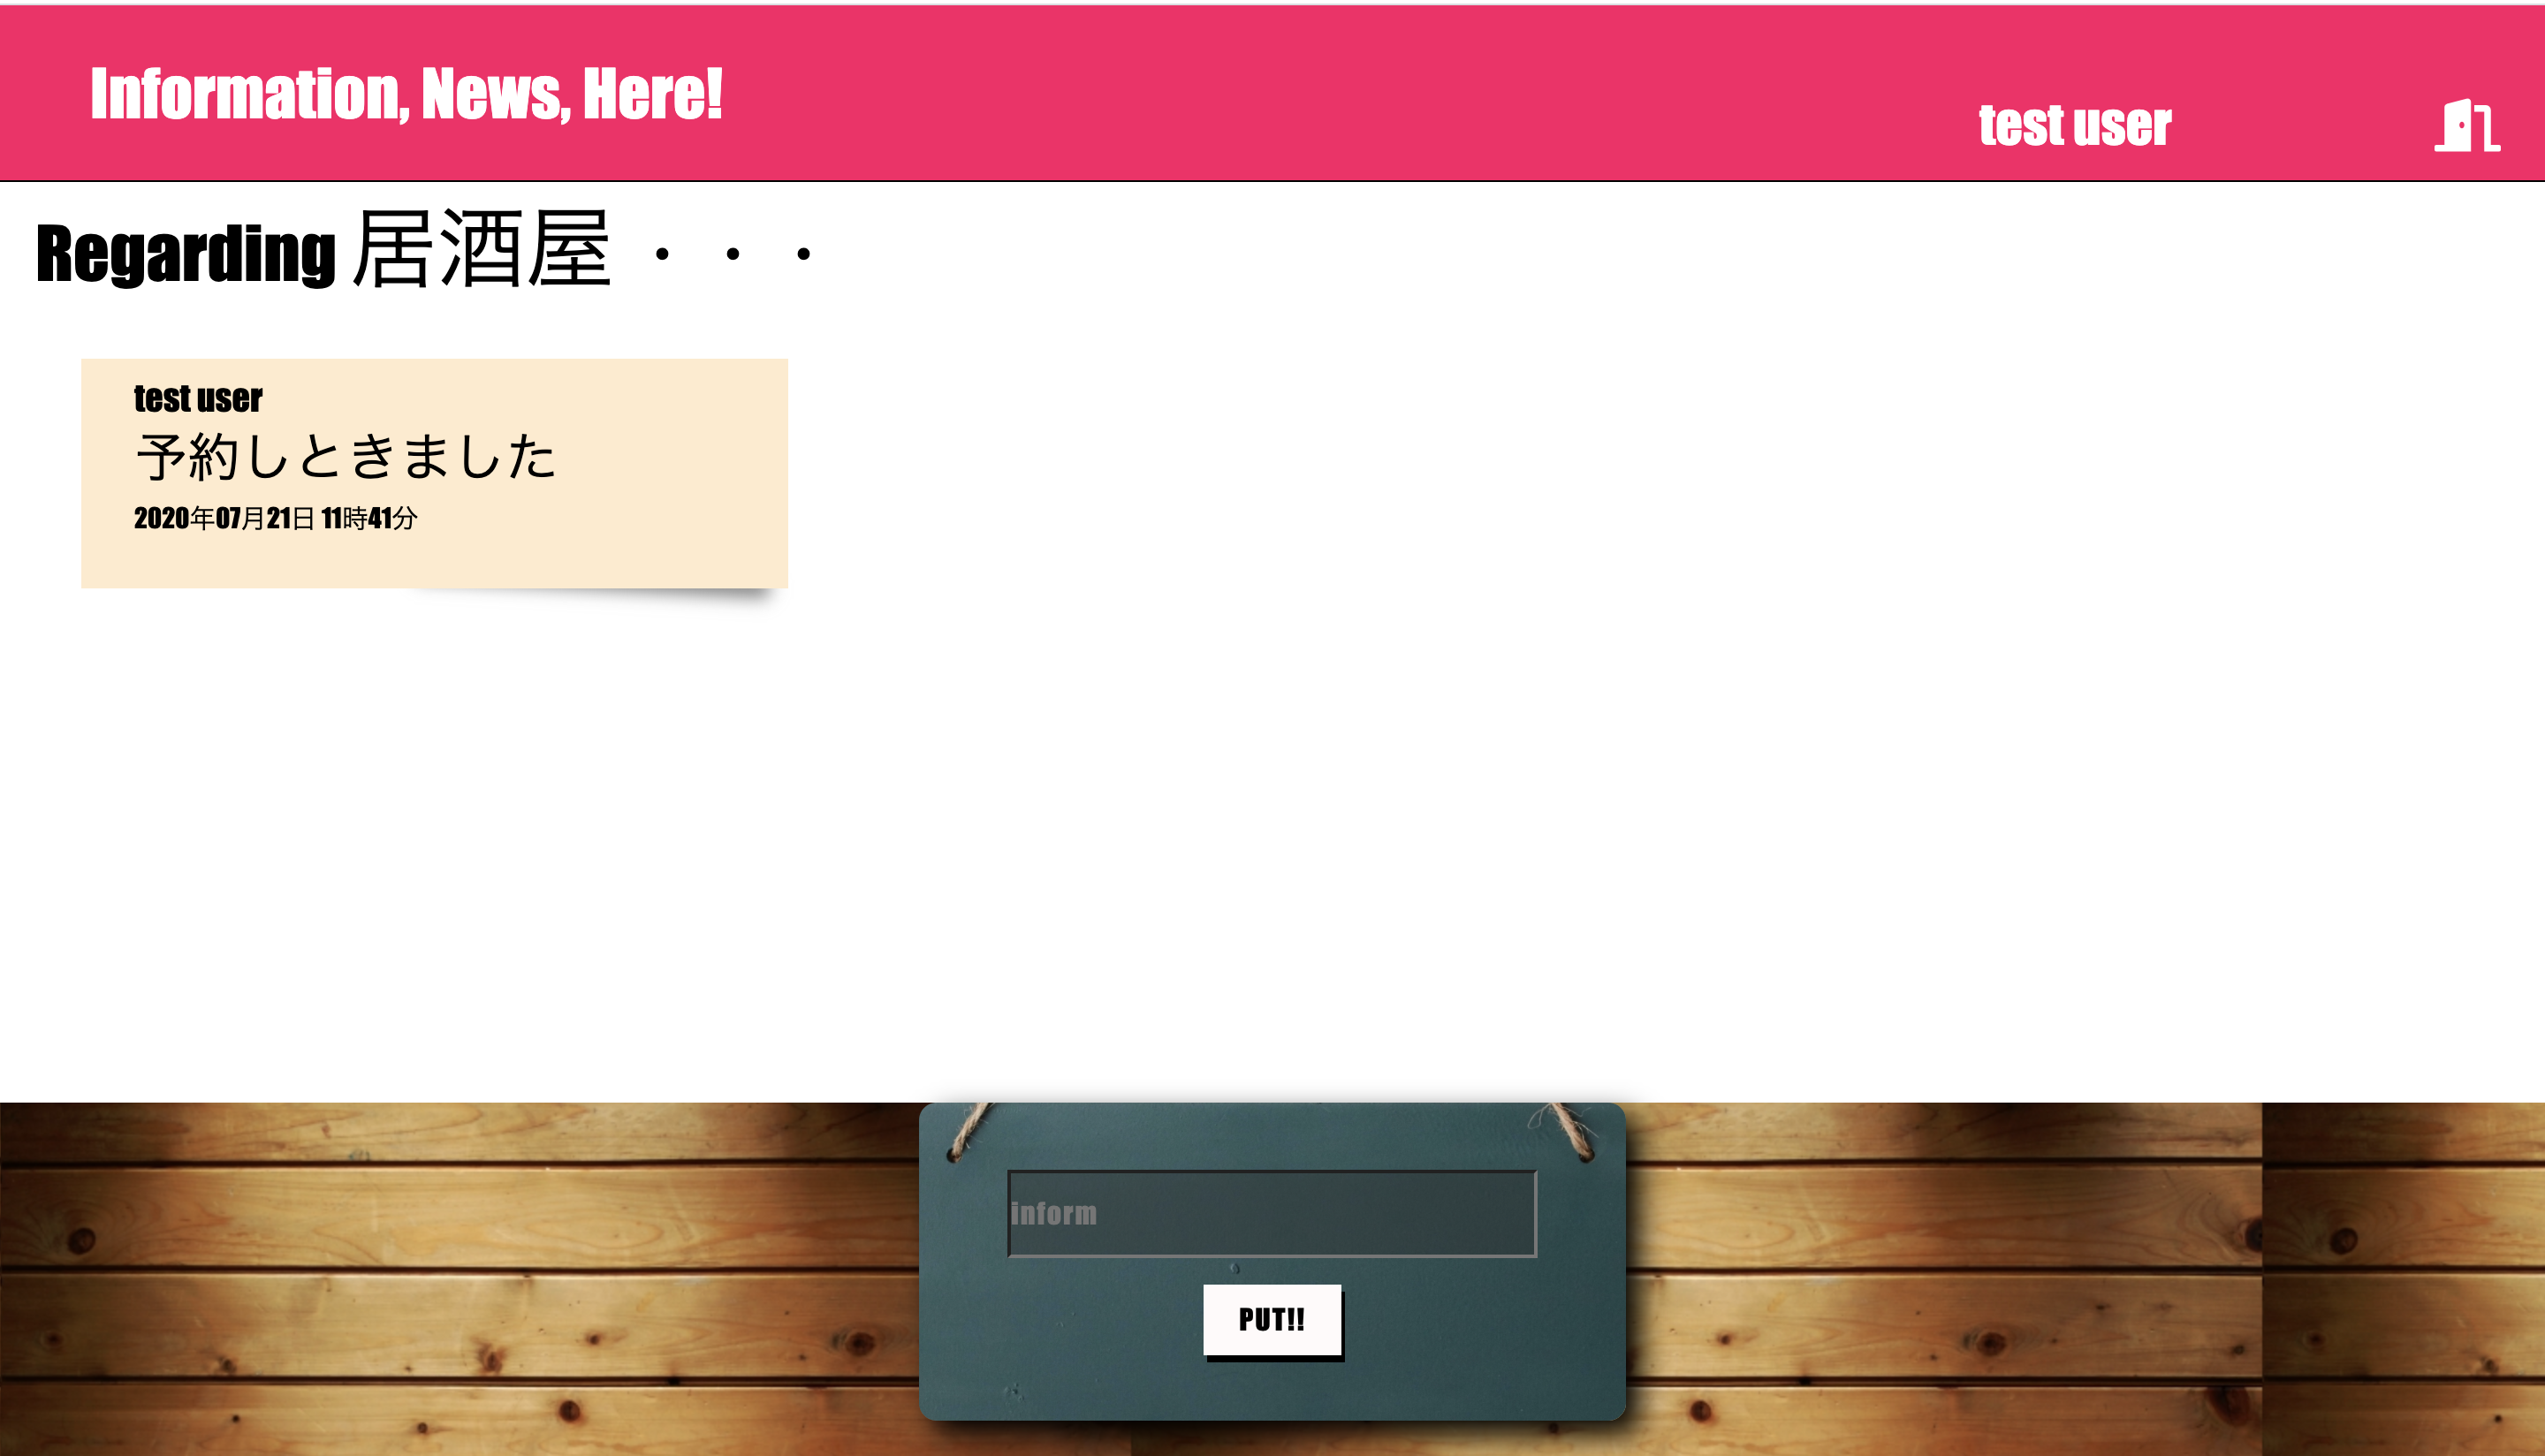 Information, News, Here!
test user
Regarding 居酒屋・・・
test user
予約しときました
2020年07月21日 11時41分
inform
PUT!!